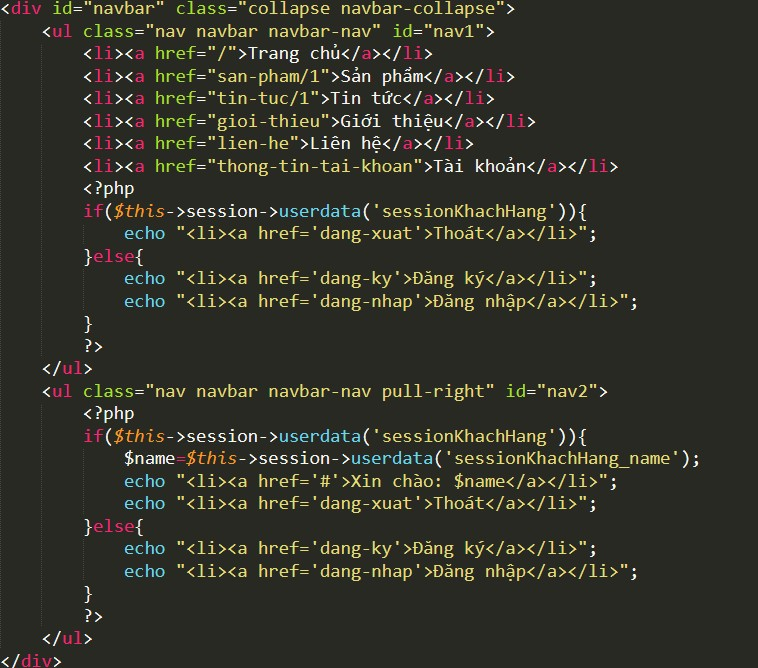 <div id="navbar" class="collapse navbar-collapse">
    <ul class="nav navbar navbar-nav" id="nav1">
        <li><a href="/">Trang chủ</a></li>
        <li><a href="san-pham/1">Sản phẩm</a></li>
        <li><a href="tin-tuc/1">Tin tức</a></li>
        <li><a href="gioi-thieu">Giới thiệu</a></li>
        <li><a href="lien-he">Liên hệ</a></li>
        <li><a href="thong-tin-tai-khoan">Tài khoản</a></li>
        <?php
        if($this->session->userdata('sessionKhachHang')){
            echo "<li><a href='dang-xuat'>Thoát</a></li>";
        }else{
            echo "<li><a href='dang-ky'>Đăng ký</a></li>";
            echo "<li><a href='dang-nhap'>Đăng nhập</a></li>";
        }
        ?>
    </ul>
    <ul class="nav navbar navbar-nav pull-right" id="nav2">
        <?php
        if($this->session->userdata('sessionKhachHang')){
            $name=$this->session->userdata('sessionKhachHang_name');
            echo "<li><a href='#'>Xin chào: $name</a></li>";
            echo "<li><a href='dang-xuat'>Thoát</a></li>";
        }else{
            echo "<li><a href='dang-ky'>Đăng ký</a></li>";
            echo "<li><a href='dang-nhap'>Đăng nhập</a></li>";
        }
        ?>
    </ul>
</div>